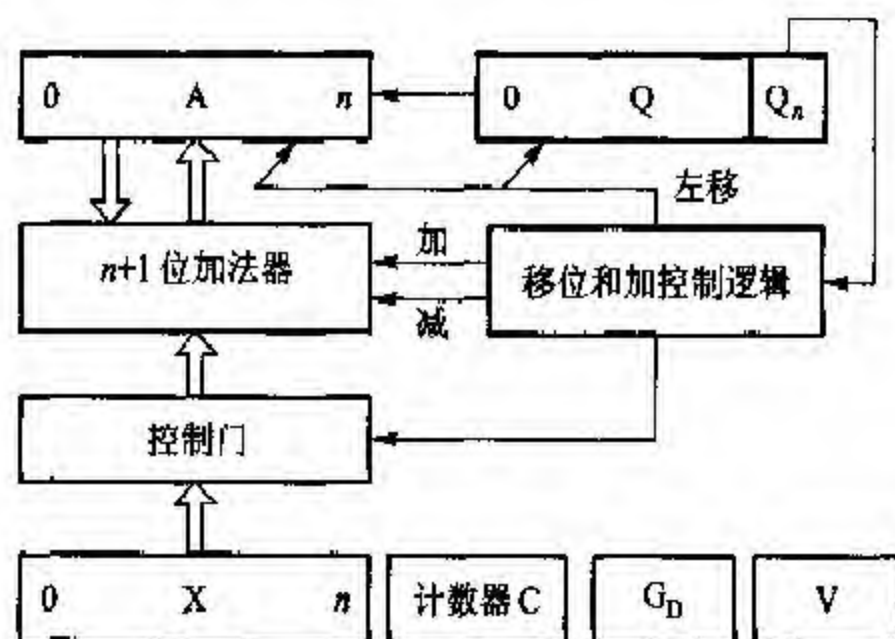 0 A n
0 Q Qn
左移
n+1 位加法器
加
减
移位和加控制逻辑
控制门
0 X n
计数器 C
GD
V